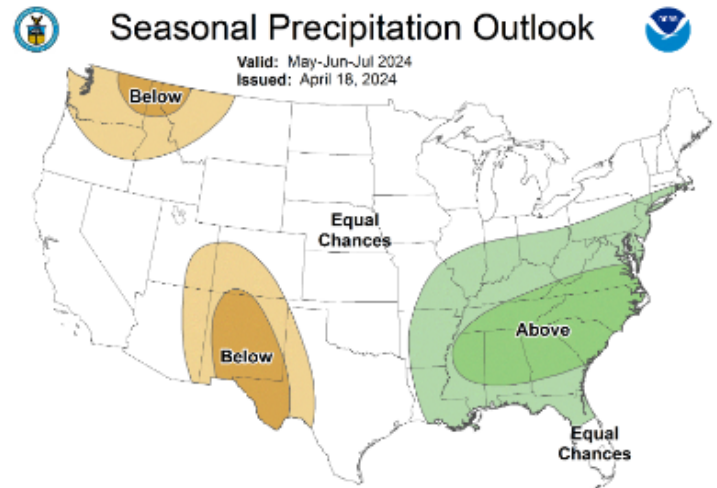 Seasonal Precipitation Outlook
Valid: May-Jun-Jul 2024
Issued: April 18, 2024
Below
Equal
Chances
Above
Below
Equal
Chances